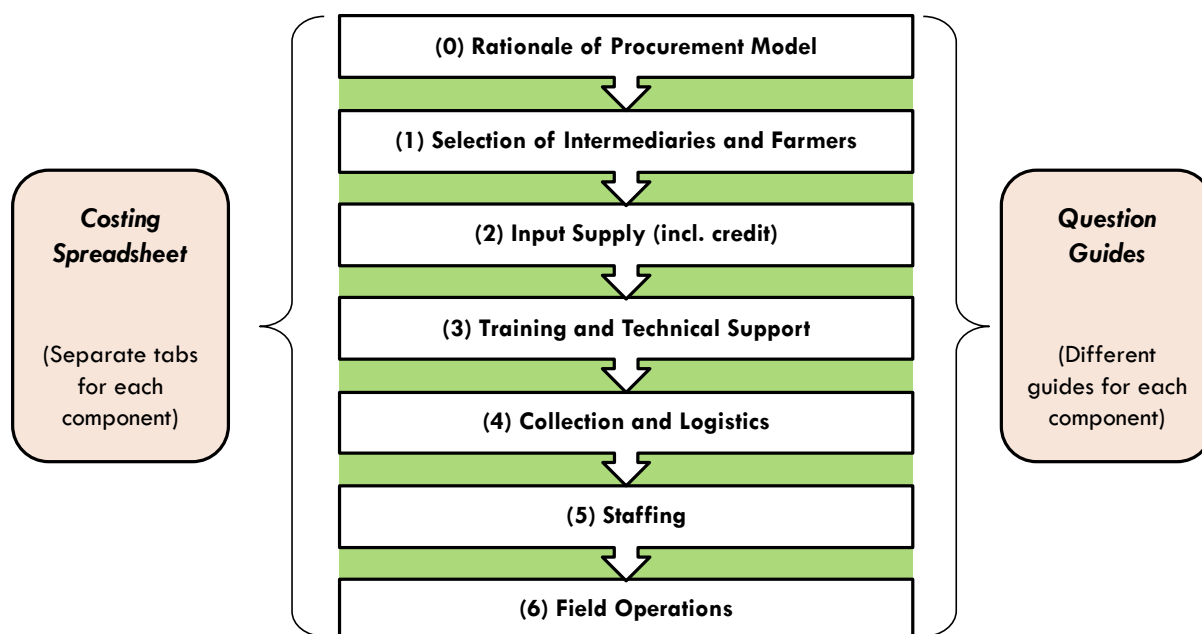 (0) Rationale of Procurement Model
(1) Selection of Intermediaries and Farmers
(2) Input Supply (incl. credit)
(3) Training and Technical Support
(4) Collection and Logistics
(5) Staffing
(6) Field Operations
Costing
Spreadsheet
(Separate tabs
for each
component)
Question
Guides
(Different
guides for each
component)